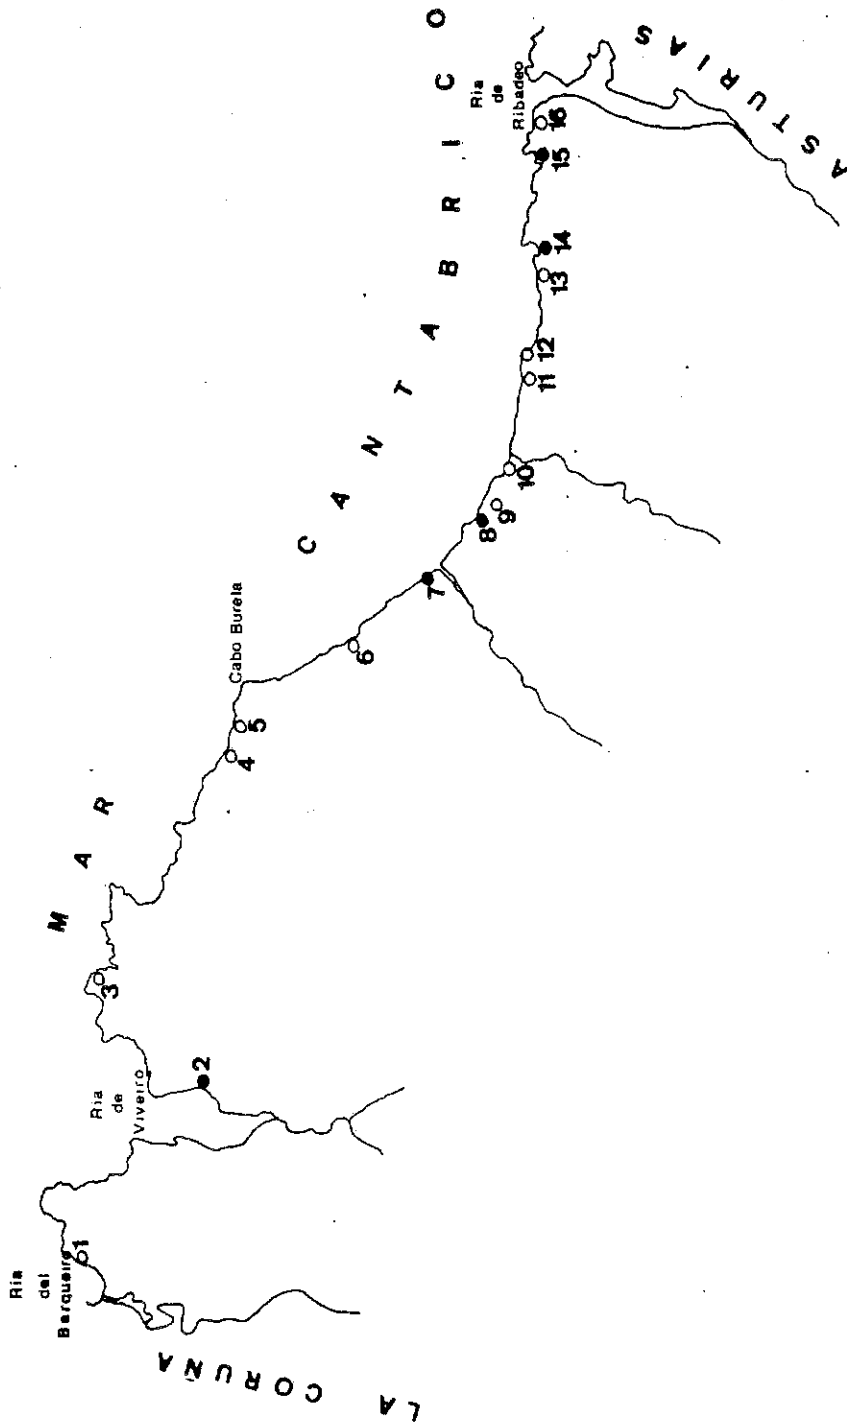 MAR CANTABRICO
Ria
del
Barqueiro
Ria
de
Viveiro
Cabo Burela
Ria
de
Ribadeo
LA CORUÑA
ASTURIAS
1
2
3
4
5
6
7
8
9
10
11
12
13
14
15
16